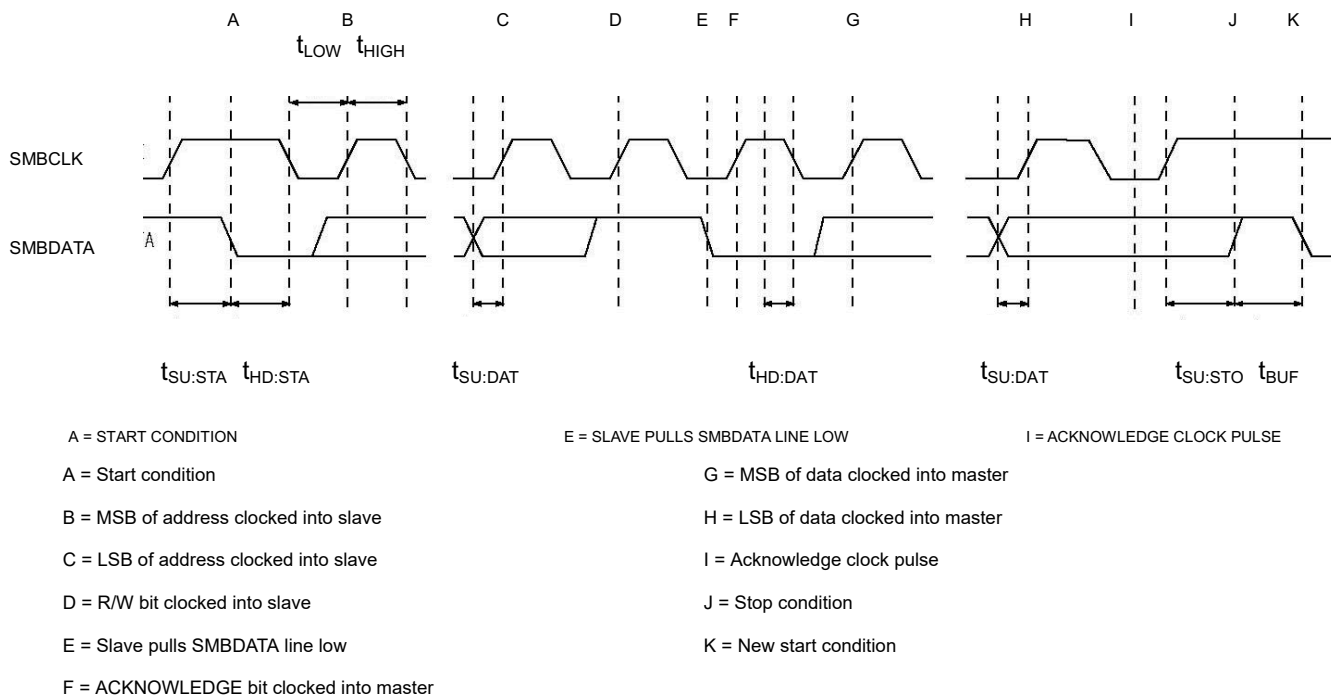 A B C D E F G H I J K
tLOW tHIGH
SMBCLK
SMBDATA
A
tSU:STA tHD:STA tSU:DAT tHD:DAT tSU:DAT tSU:STO tBUF
A = START CONDITION E = SLAVE PULLS SMBDATA LINE LOW I = ACKNOWLEDGE CLOCK PULSE
A = Start condition
B = MSB of address clocked into slave
C = LSB of address clocked into slave
D = R/W bit clocked into slave
E = Slave pulls SMBDATA line low
F = ACKNOWLEDGE bit clocked into master
G = MSB of data clocked into master
H = LSB of data clocked into master
I = Acknowledge clock pulse
J = Stop condition
K = New start condition